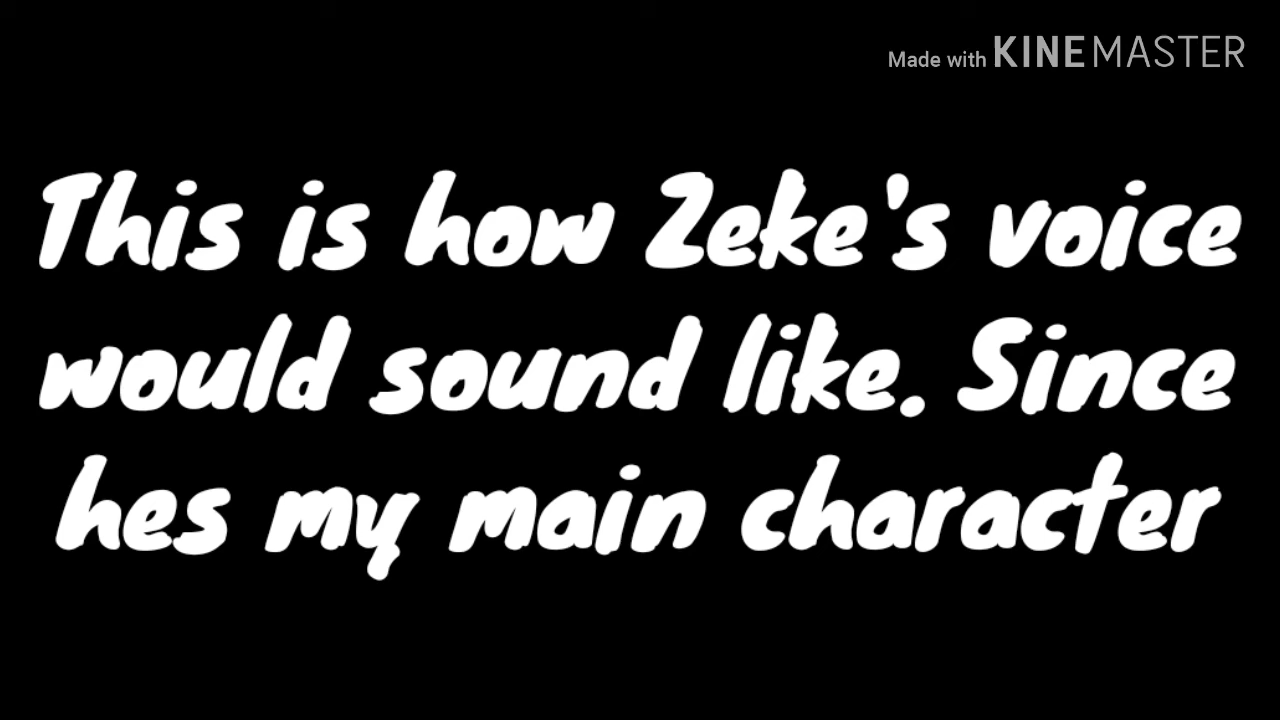 Made with KINEMASTER
This is how Zeke's voice
would sound like. Since
hes my main character